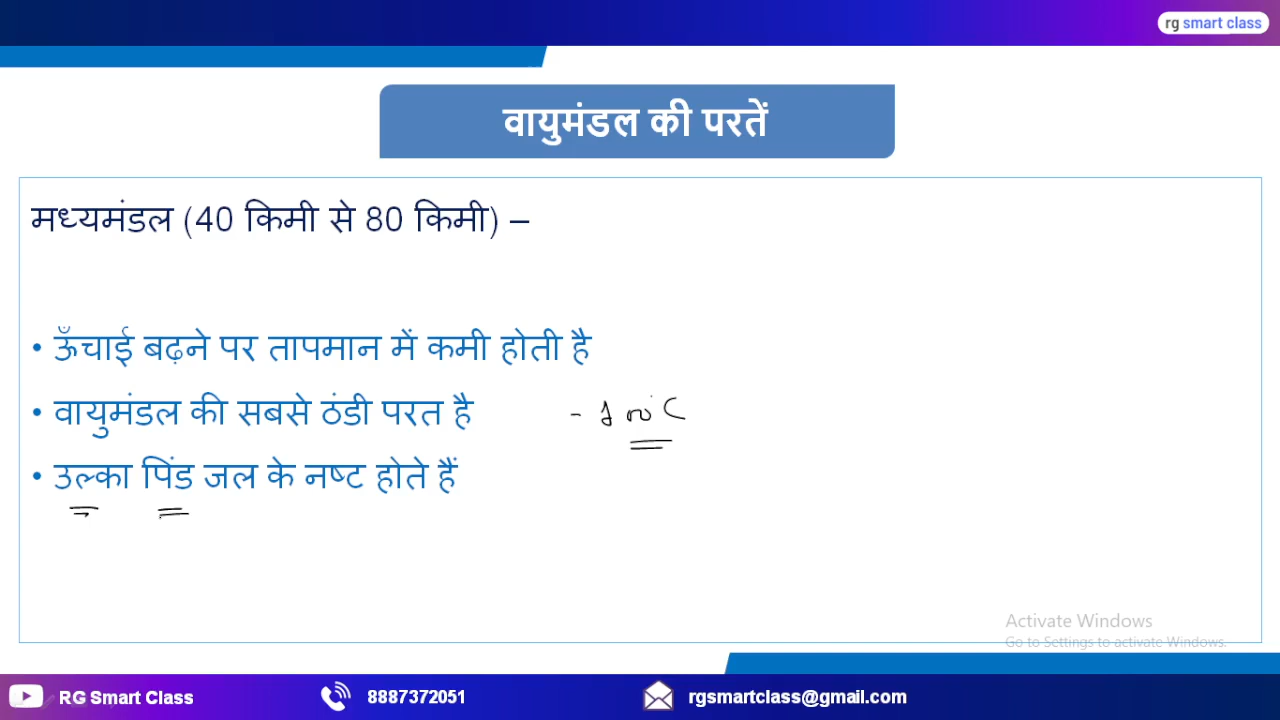 rg smart class
वायुमंडल की परतें
मध्यमंडल (40 किमी से 80 किमी) –
• ऊँचाई बढ़ने पर तापमान में कमी होती है
• वायुमंडल की सबसे ठंडी परत है - 100°C
• उल्का पिंड जल के नष्ट होते हैं
Activate Windows
Go to Settings to activate Windows.
RG Smart Class 8887372051 rgsmartclass@gmail.com